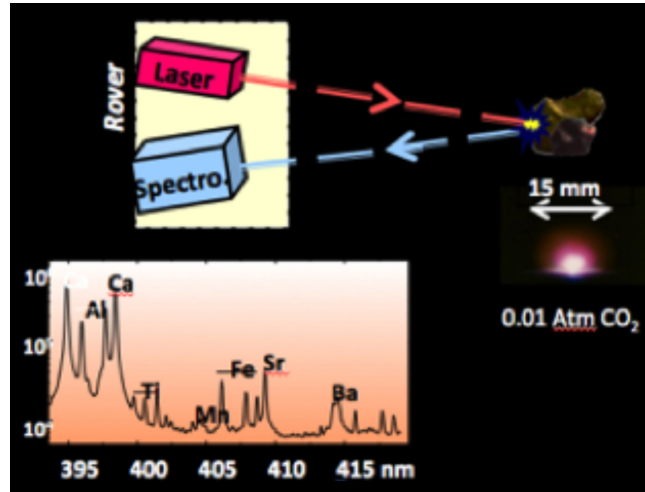 Laser
Rover
Spectro.
15 mm
0.01 Atm CO₂
Ca
Ca
Al
Ti
Mn
Fe
Sr
Ba
395 400 405 410 415 nm